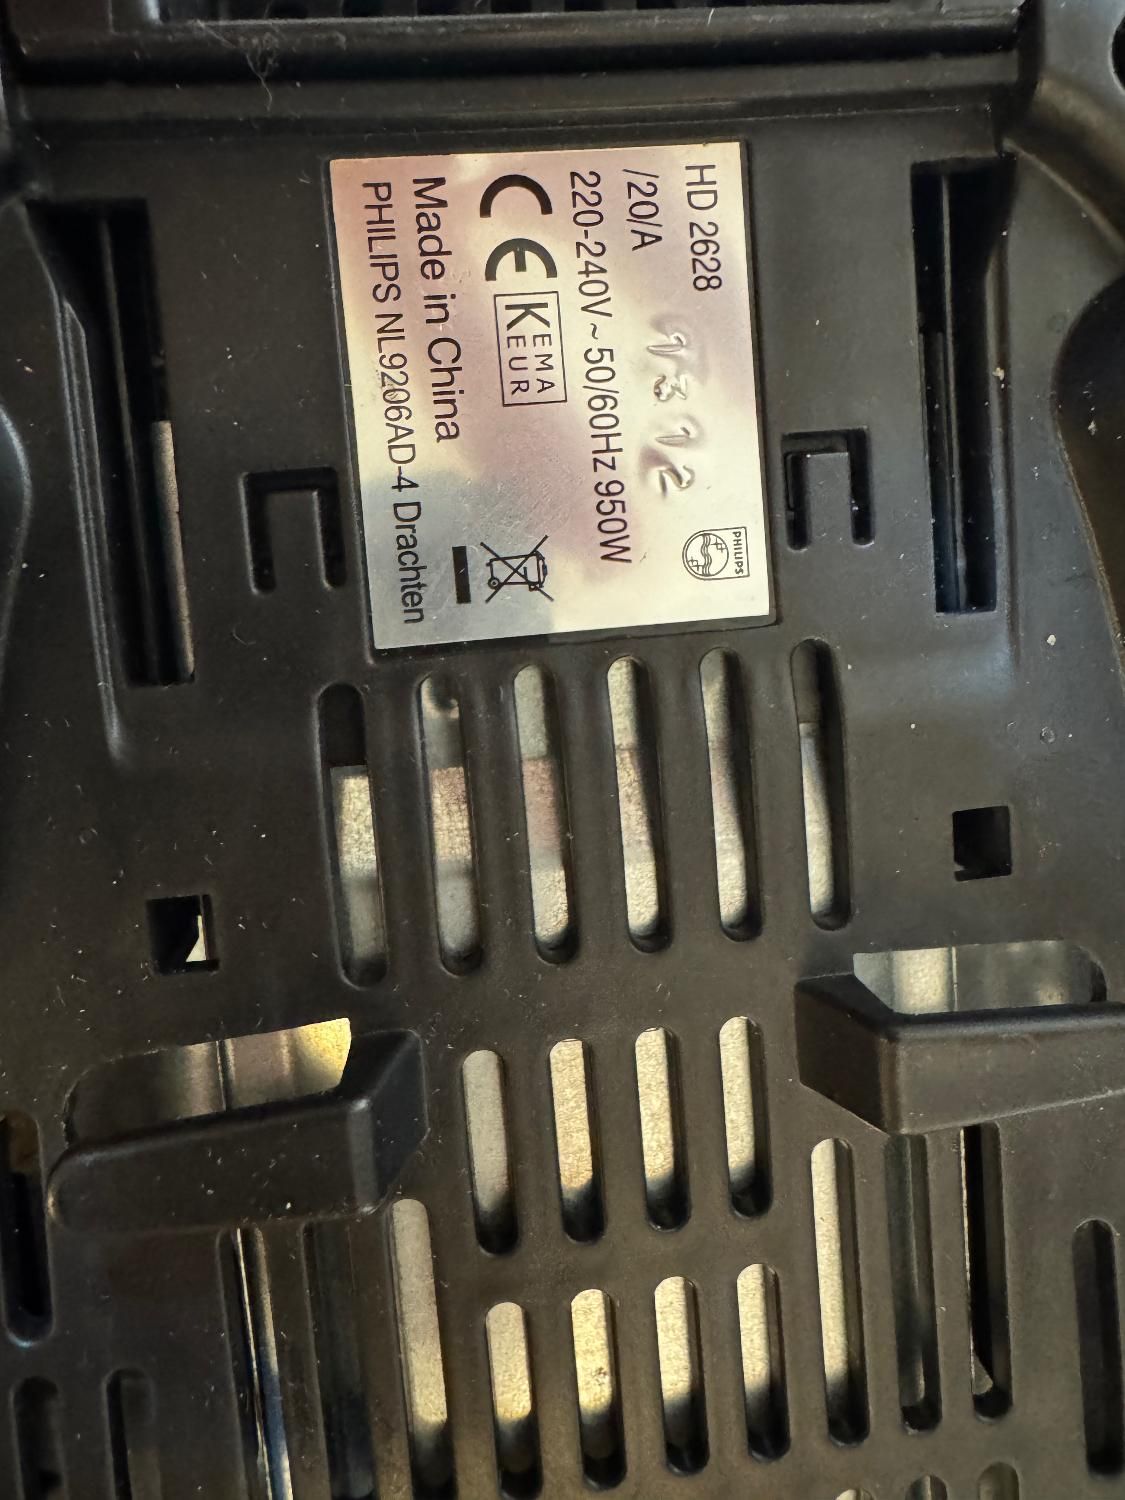 HD 2628
/20/A
1312
220-240V~ 50/60Hz 950W
PHILIPS
CE KEMA KEUR
Made in China
PHILIPS NL9206AD-4 Drachten